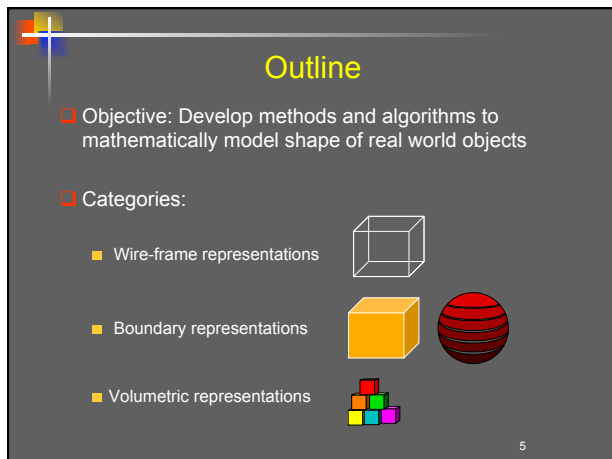 Outline
Objective: Develop methods and algorithms to
mathematically model shape of real world objects
Categories:
Wire-frame representations
Boundary representations
Volumetric representations
5